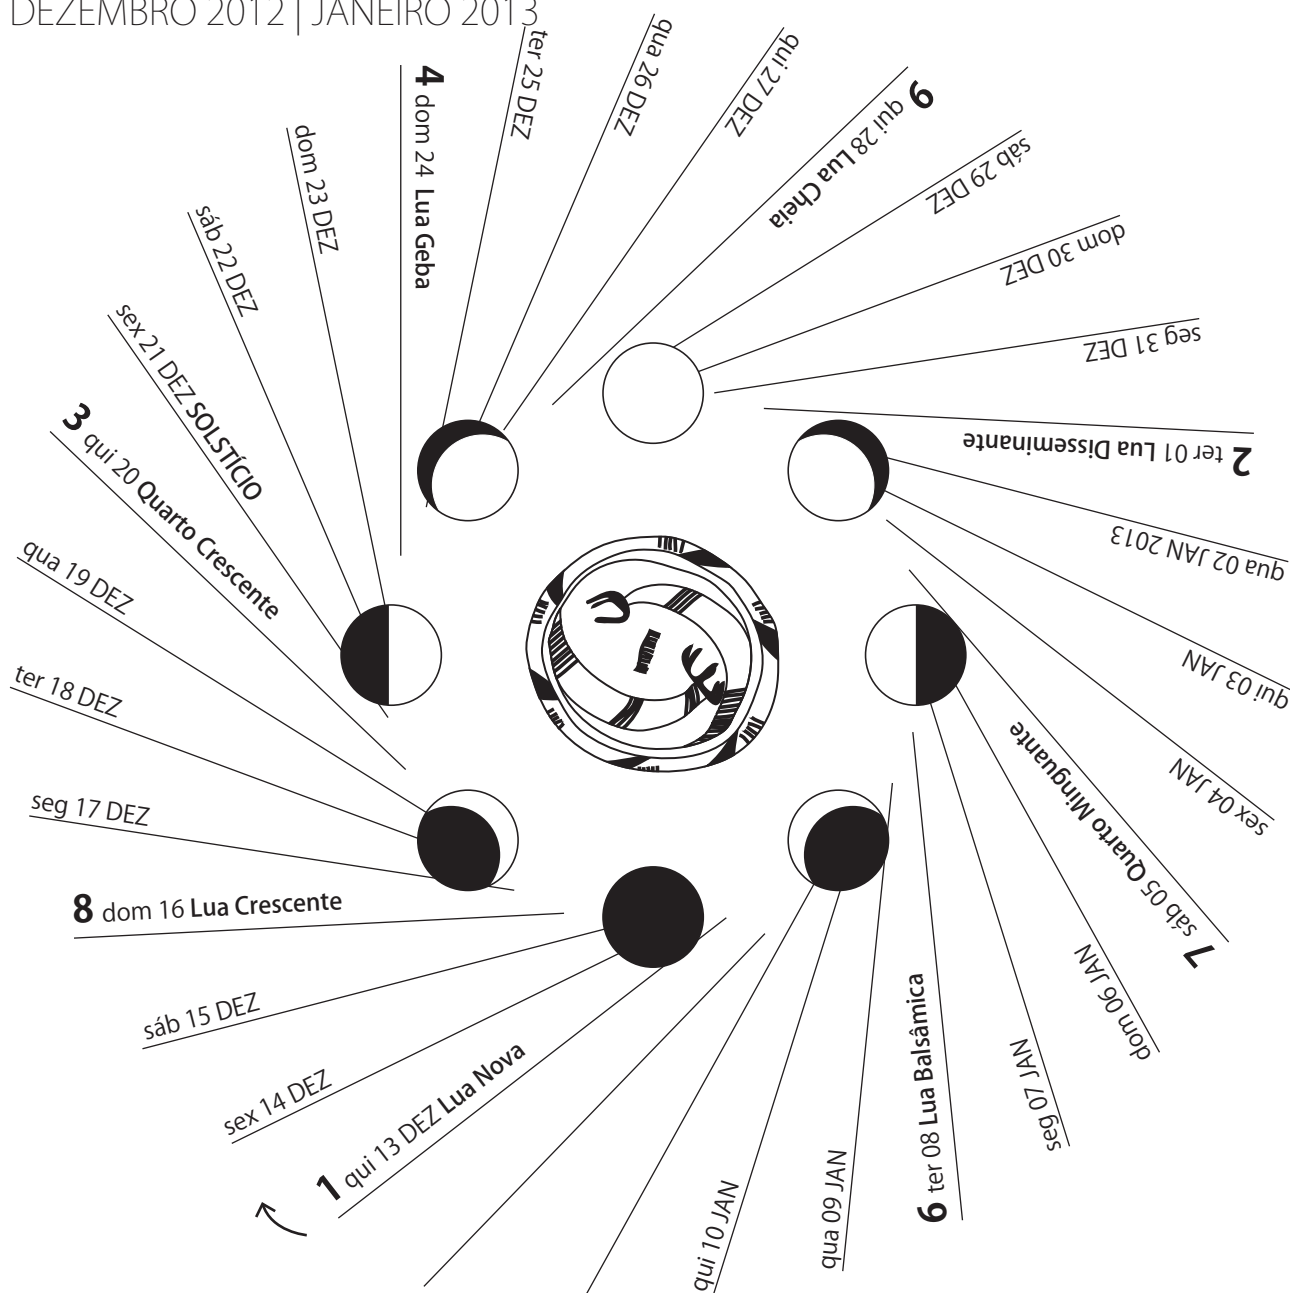 DEZEMBRO 2012 | JANEIRO 2013
1 qui 13 DEZ Lua Nova
sex 14 DEZ
sáb 15 DEZ
8 dom 16 Lua Crescente
seg 17 DEZ
ter 18 DEZ
qua 19 DEZ
3 qui 20 Quarto Crescente
sex 21 DEZ SOLSTÍCIO
sáb 22 DEZ
dom 23 DEZ
4 dom 24 Lua Geba
ter 25 DEZ
qua 26 DEZ
qui 27 DEZ
9 qui 28 Lua Cheia
sáb 29 DEZ
dom 30 DEZ
seg 31 DEZ
2 ter 01 Lua Disseminante
qua 02 JAN 2013
qui 03 JAN
sex 04 JAN
7 sáb 05 Quarto Minguante
dom 06 JAN
seg 07 JAN
6 ter 08 Lua Balsâmica
qua 09 JAN
qui 10 JAN